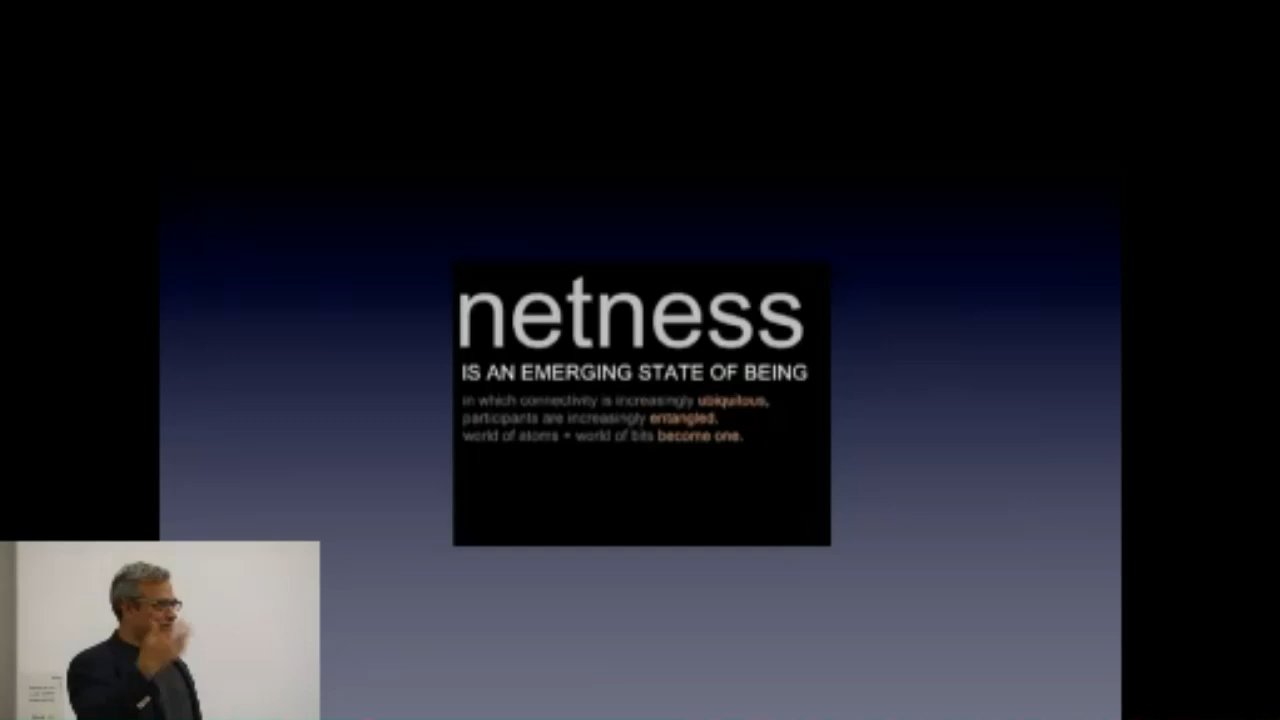 netness
IS AN EMERGING STATE OF BEING
in which connectivity is increasingly ubiquitous,
participants are increasingly entangled,
world of atoms + world of bits become one.